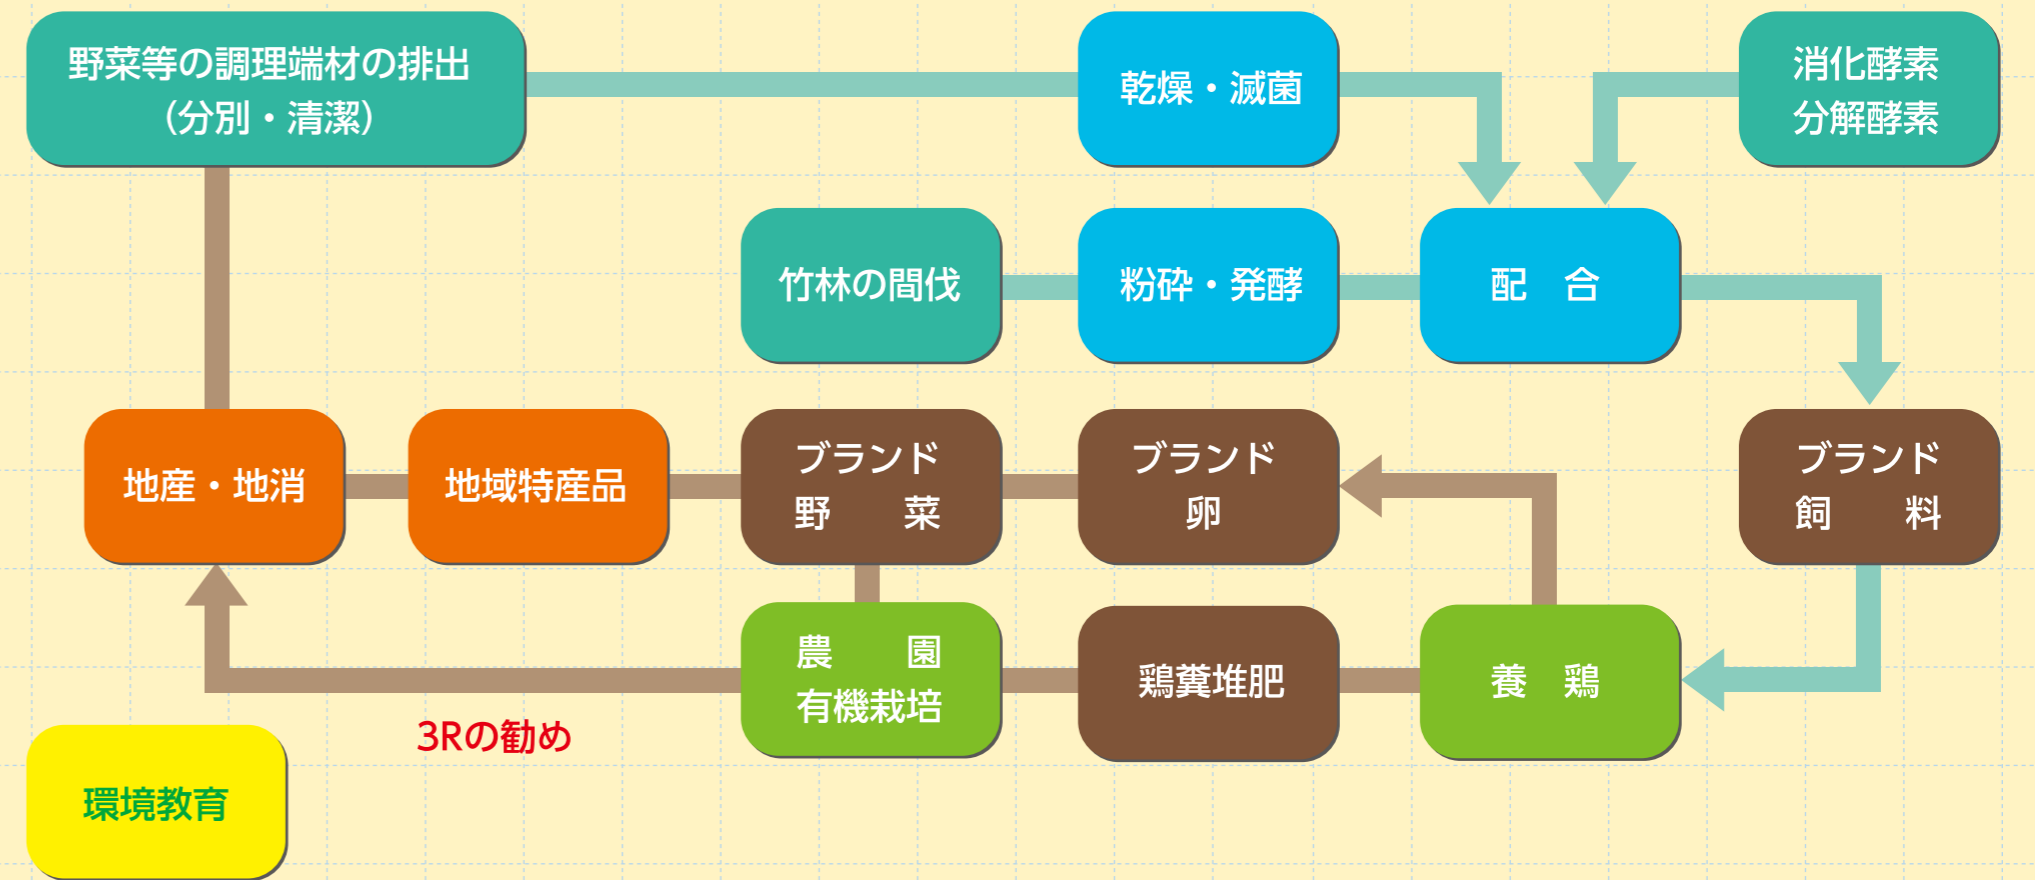 野菜等の調理端材の排出
（分別・清潔）
乾燥・滅菌
消化酵素
分解酵素
竹林の間伐
粉砕・発酵
配　合
地産・地消
地域特産品
ブランド
野　　菜
ブランド
卵
ブランド
飼　　料
農　　園
有機栽培
鶏糞堆肥
養　鶏
3Rの勧め
環境教育